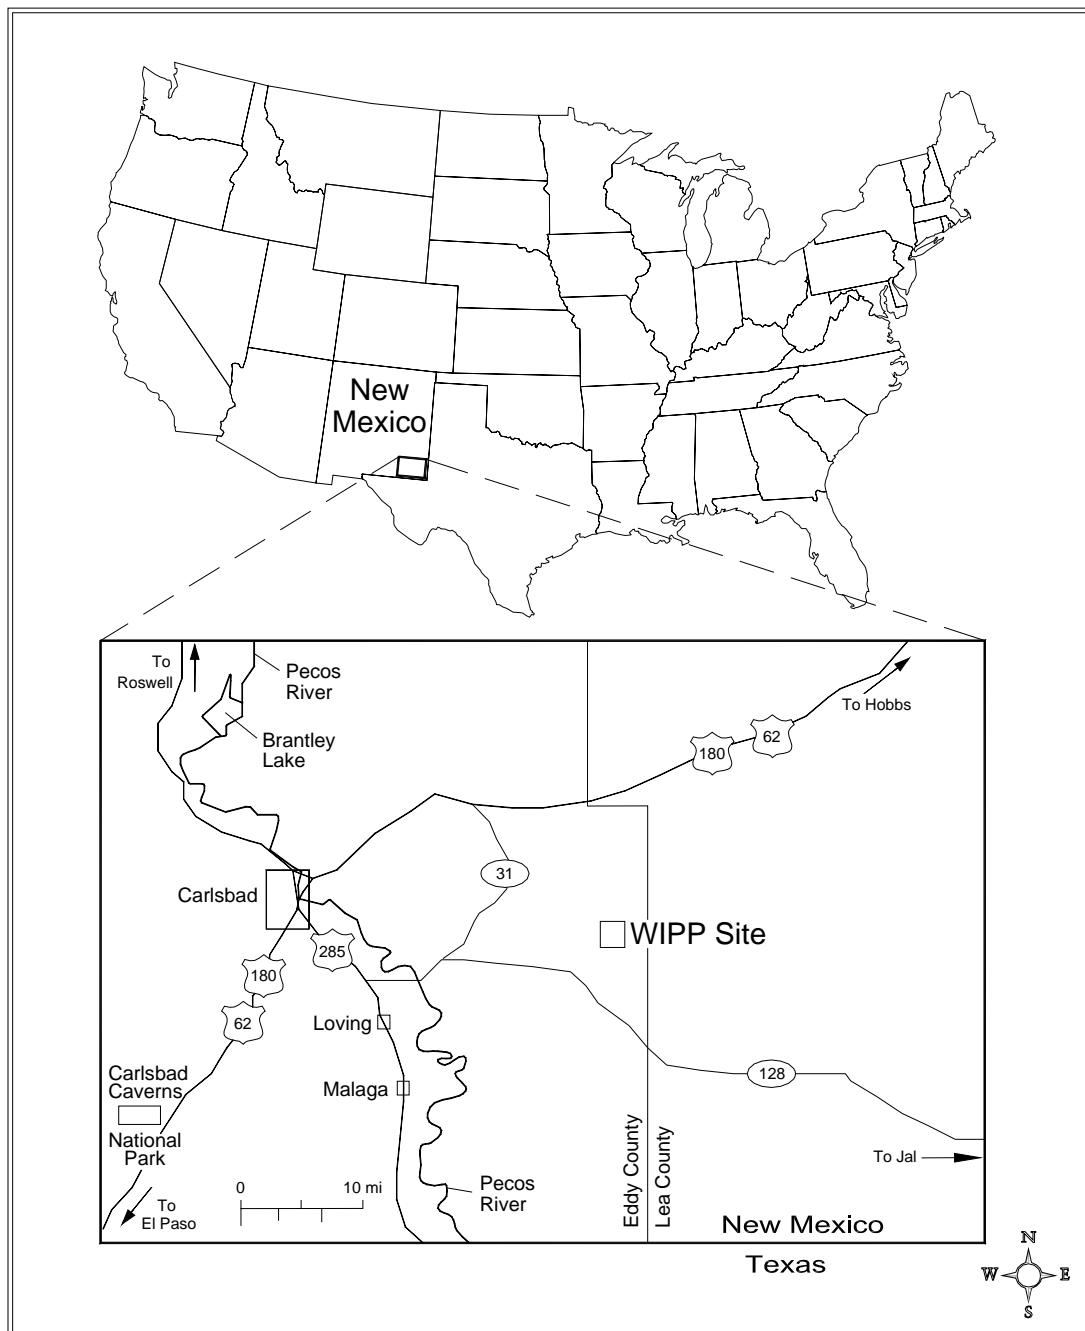 New
Mexico
To
Roswell
Pecos
River
Brantley
Lake
To Hobbs
62
180
31
Carlsbad
WIPP Site
285
180
62
Loving
Carlsbad
Caverns
National
Park
Malaga
128
To Jal
Eddy County
Lea County
Pecos
River
0
10 mi
To
El Paso
New Mexico
Texas
N
W
E
S